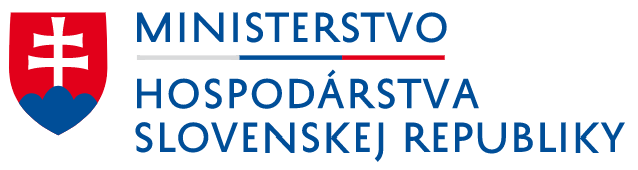 MINISTERSTVO
HOSPODÁRSTVA
SLOVENSKEJ REPUBLIKY